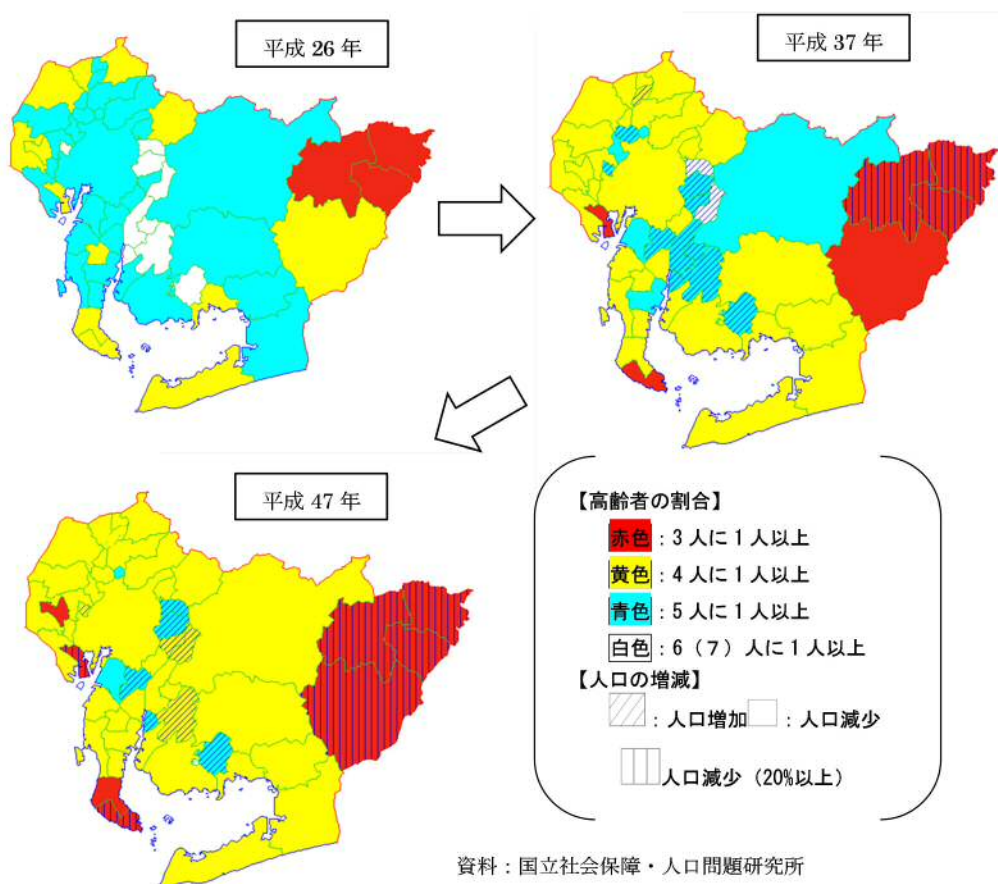 平成 26 年
平成 37 年
平成 47 年
【高齢者の割合】
赤色：3 人に 1 人以上
黄色：4 人に 1 人以上
青色：5 人に 1 人以上
白色：6（７）人に 1 人以上
【人口の増減】
：人口増加 ：人口減少
人口減少（20%以上）
資料：国立社会保障・人口問題研究所